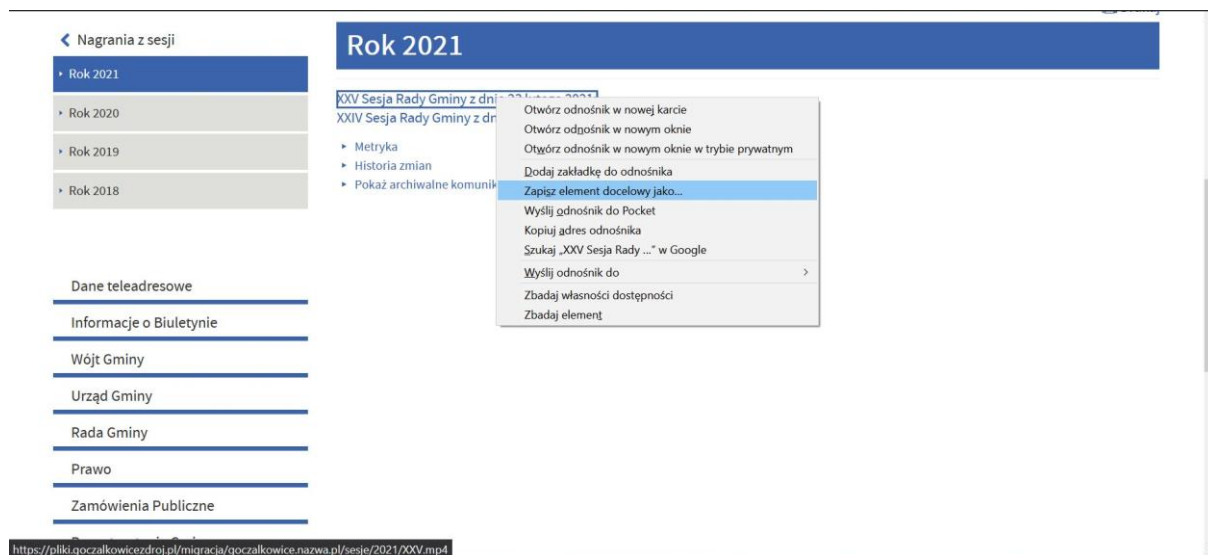 Nagrania z sesji
Rok 2021
Rok 2020
Rok 2019
Rok 2018
Dane teleadresowe
Informacje o Biuletynie
Wójt Gminy
Urząd Gminy
Rada Gminy
Prawo
Zamówienia Publiczne
Rok 2021
XXV Sesja Rady Gminy z dnia 23 lutego 2021
XXIV Sesja Rady Gminy z dn
Metryka
Historia zmian
Pokaż archiwalne komunik
Otwórz odnośnik w nowej karcie
Otwórz odnośnik w nowym oknie
Otwórz odnośnik w nowym oknie w trybie prywatnym
Dodaj zakładkę do odnośnika
Zapisz element docelowy jako...
Wyślij odnośnik do Pocket
Kopiuj adres odnośnika
Szukaj „XXV Sesja Rady ...” w Google
Wyślij odnośnik do
Zbadaj własności dostępności
Zbadaj element
https://pliki.goczalkowicezdroj.pl/migracja/goczalkowice.nazwa.pl/sesje/2021/XXV.mp4